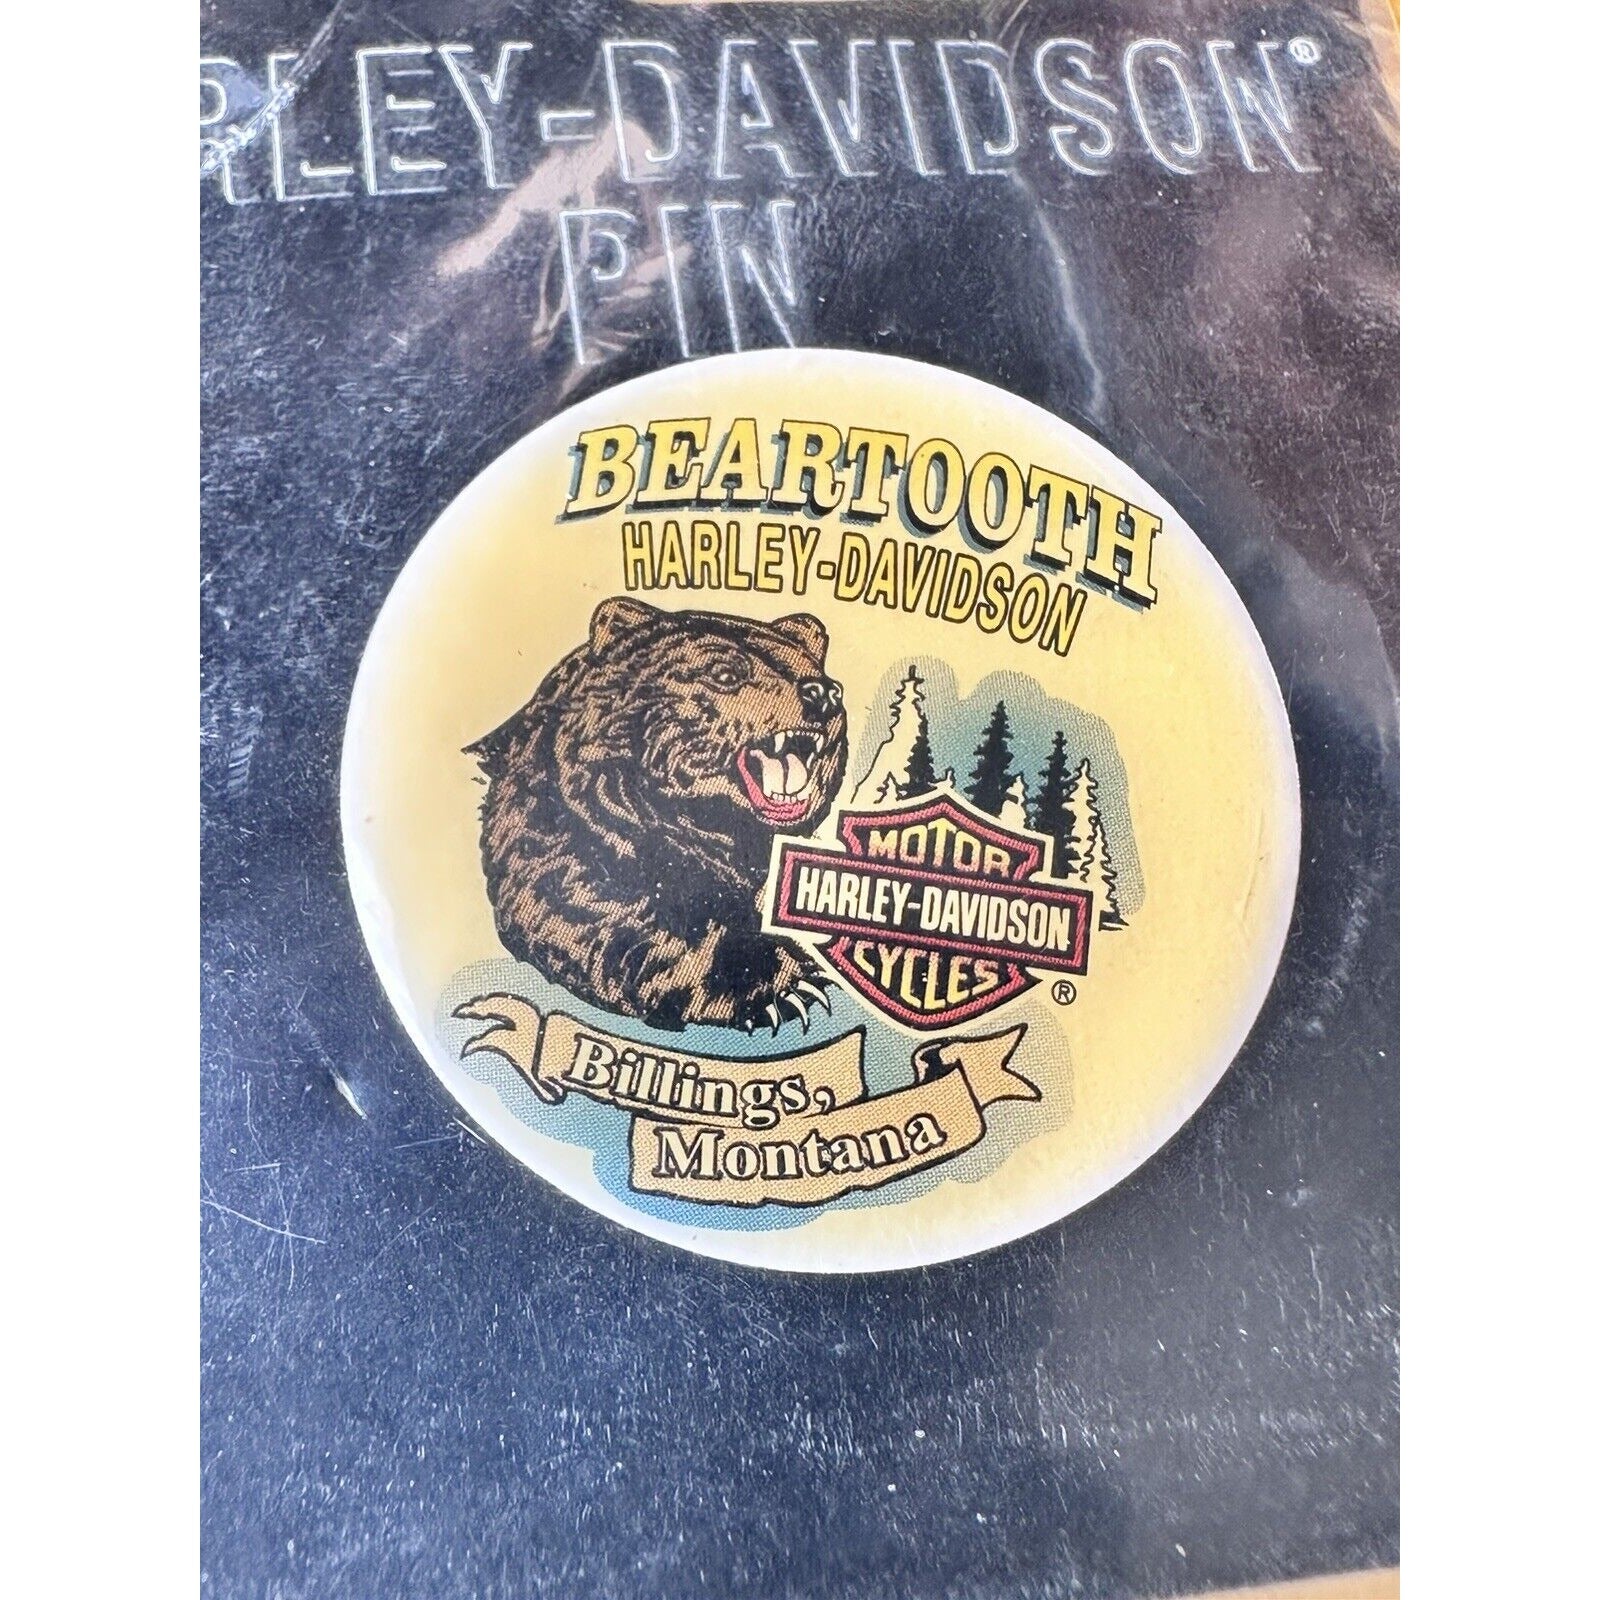 RLEY-DAVIDSON®
PIN
BEARTOOTH
HARLEY-DAVIDSON
MOTOR
HARLEY-DAVIDSON
CYCLES
®
Billings,
Montana